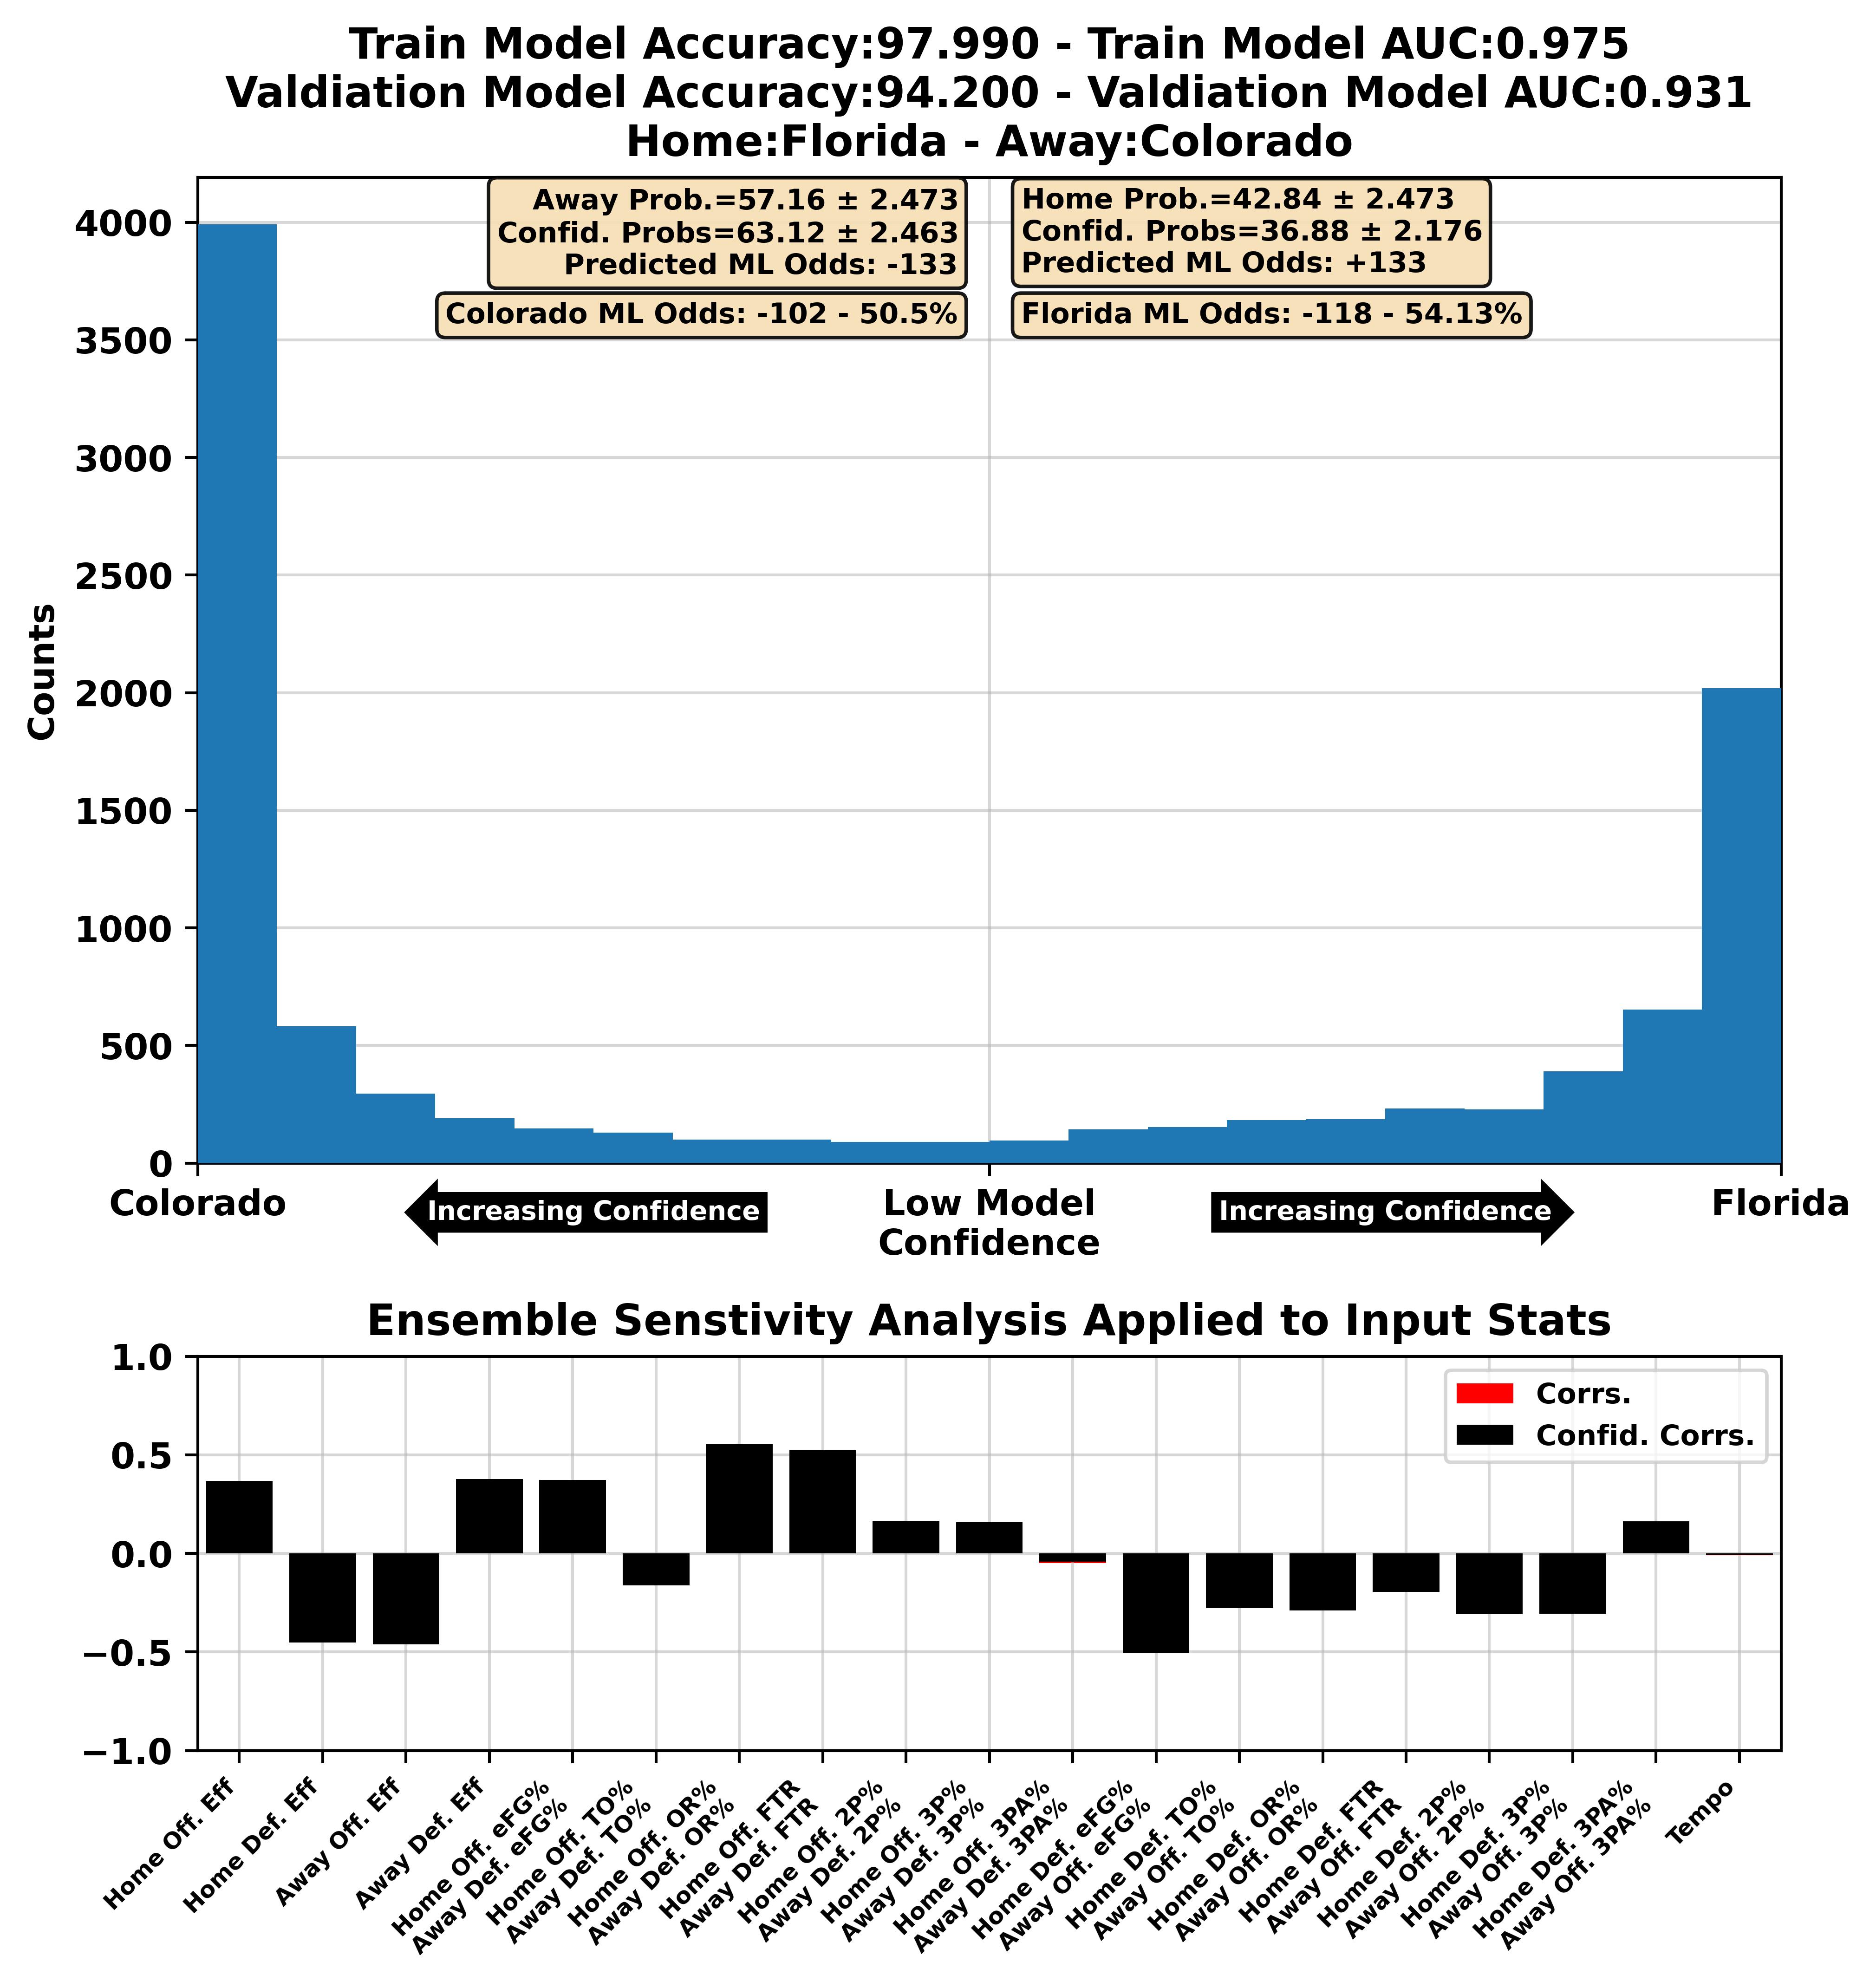 Train Model Accuracy:97.990 - Train Model AUC:0.975
Valdiation Model Accuracy:94.200 - Valdiation Model AUC:0.931
Home:Florida - Away:Colorado
Away Prob.=57.16 ± 2.473
Confid. Probs=63.12 ± 2.463
Predicted ML Odds: -133
Home Prob.=42.84 ± 2.473
Confid. Probs=36.88 ± 2.176
Predicted ML Odds: +133
Colorado ML Odds: -102 - 50.5%
Florida ML Odds: -118 - 54.13%
Counts
4000
3500
3000
2500
2000
1500
1000
500
0
Colorado
Increasing Confidence
Low Model
Confidence
Increasing Confidence
Florida
Ensemble Senstivity Analysis Applied to Input Stats
Corrs.
Confid. Corrs.
1.0
0.5
0.0
−0.5
−1.0
Home Off. Eff
Home Def. Eff
Away Off. Eff
Away Def. Eff
Home Off. eFG%
Away Def. eFG%
Home Off. TO%
Away Def. TO%
Home Off. OR%
Away Def. OR%
Home Off. FTR
Away Def. FTR
Home Off. 2P%
Away Def. 2P%
Home Off. 3P%
Away Def. 3P%
Home Off. 3PA%
Away Def. 3PA%
Home Def. eFG%
Away Off. eFG%
Home Def. TO%
Away Off. TO%
Home Def. OR%
Away Off. OR%
Home Def. FTR
Away Off. FTR
Home Def. 2P%
Away Off. 2P%
Home Def. 3P%
Away Off. 3P%
Home Def. 3PA%
Away Off. 3PA%
Tempo